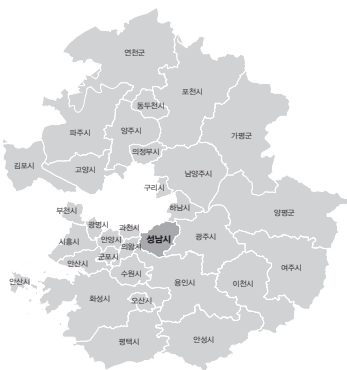 연천군
포천시
동두천시
파주시
양주시
가평군
의정부시
김포시
고양시
남양주시
구리시
하남시
부천시
양평군
광명시
과천시
시흥시
안양시
성남시
광주시
의왕시
군포시
안산시
여주시
수원시
안산시
용인시
이천시
화성시
오산시
평택시
안성시